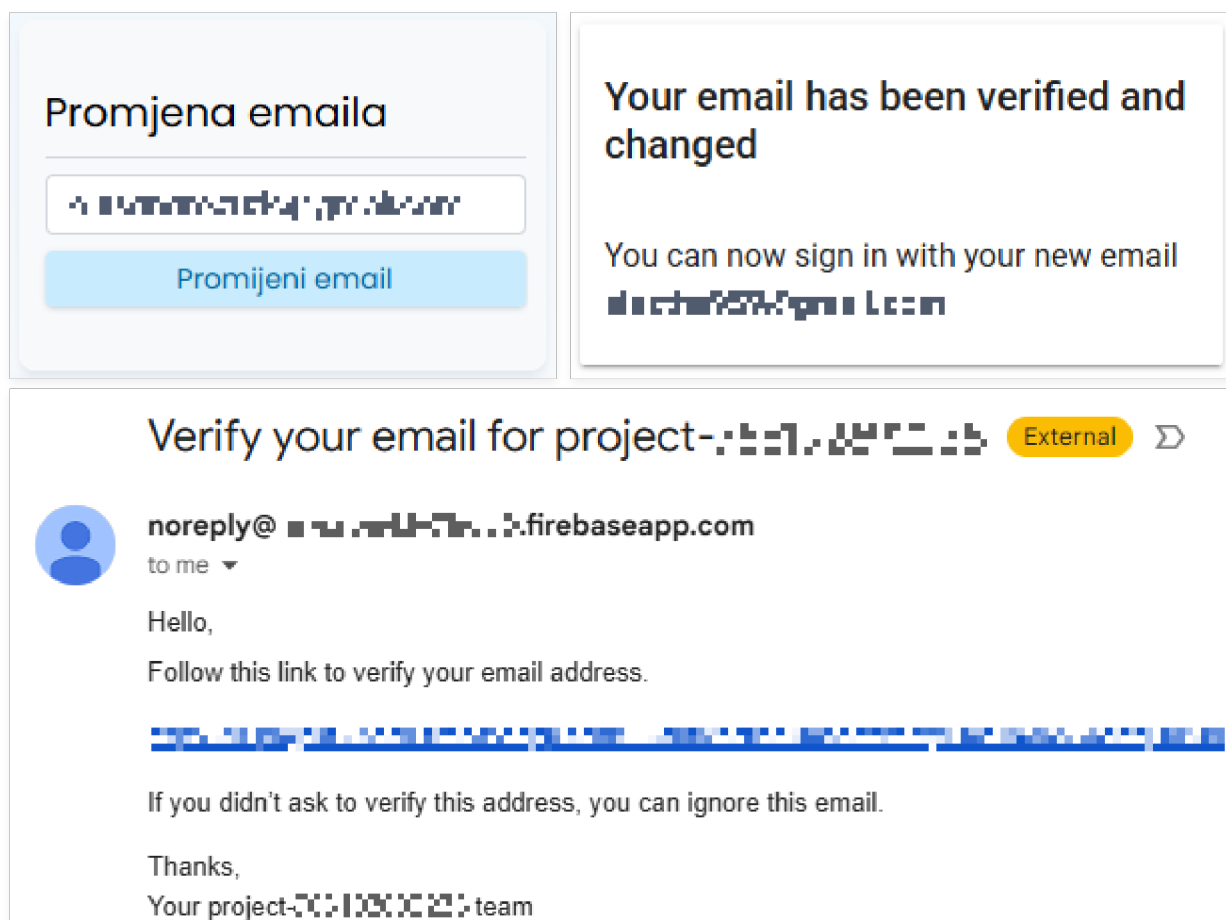 Promjena emaila
Promijeni email
Your email has been verified and
changed
You can now sign in with your new email
Verify your email for project-
External
noreply@ .firebaseapp.com
to me
Hello,
Follow this link to verify your email address.
If you didn't ask to verify this address, you can ignore this email.
Thanks,
Your project- team